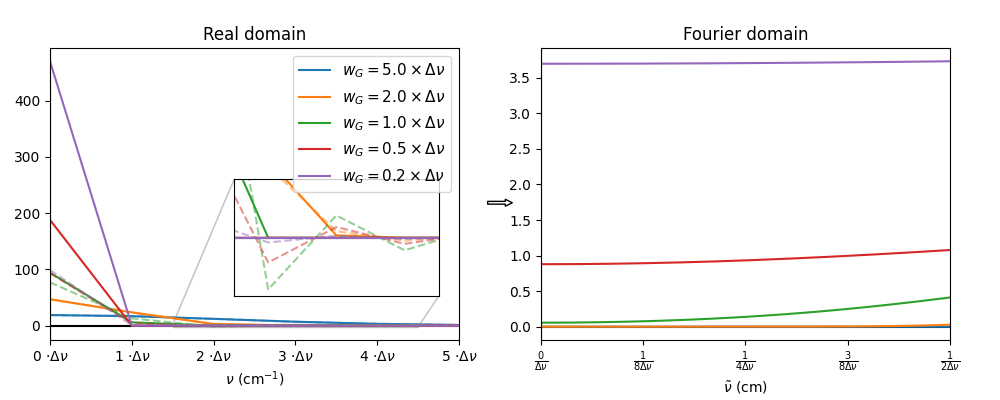 Real domain
400
300
200
100
0
0 ·Δν
1 ·Δν
2 ·Δν
3 ·Δν
4 ·Δν
5 ·Δν
ν (cm⁻¹)
w_G = 5.0 × Δν
w_G = 2.0 × Δν
w_G = 1.0 × Δν
w_G = 0.5 × Δν
w_G = 0.2 × Δν
⇨
Fourier domain
3.5
3.0
2.5
2.0
1.5
1.0
0.5
0.0
0/Δν
1/8Δν
1/4Δν
3/8Δν
1/2Δν
ν̃ (cm)